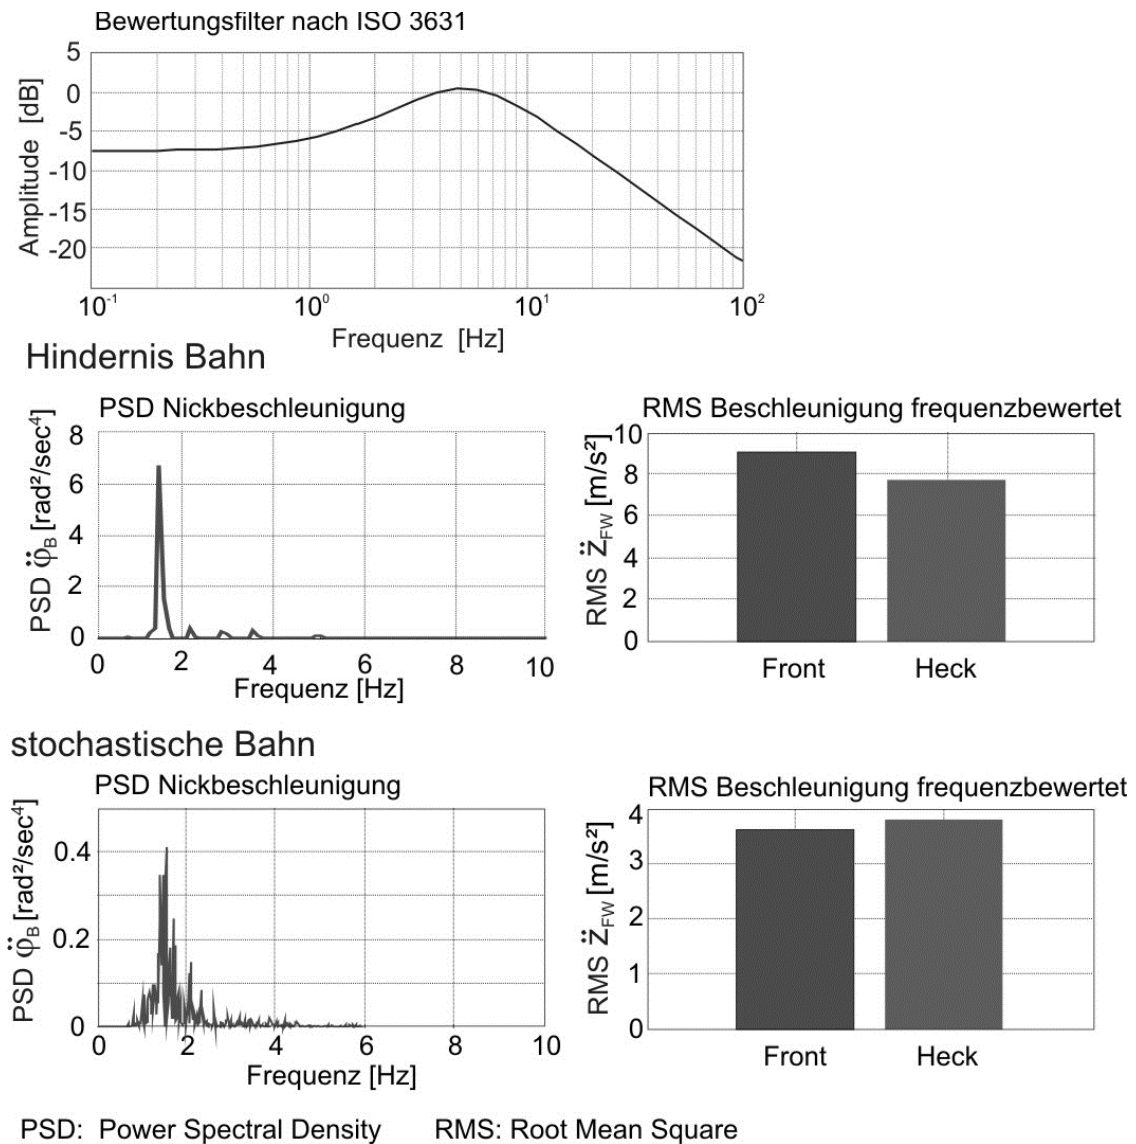 Bewertungsfilter nach ISO 3631
Amplitude [dB]
5
0
-5
-10
-15
-20
10⁻¹ 10⁰ 10¹ 10²
Frequenz [Hz]
Hindernis Bahn
PSD Nickbeschleunigung
PSD φ̈_B [rad²/sec⁴]
8
6
4
2
0
0 2 4 6 8 10
Frequenz [Hz]
RMS Beschleunigung frequenzbewertet
RMS z̈_FW [m/s²]
10
8
6
4
2
0
Front Heck
stochastische Bahn
PSD Nickbeschleunigung
PSD φ̈_B [rad²/sec⁴]
0.4
0.2
0
0 2 4 6 8 10
Frequenz [Hz]
RMS Beschleunigung frequenzbewertet
RMS z̈_FW [m/s²]
4
3
2
1
0
Front Heck
PSD: Power Spectral Density RMS: Root Mean Square